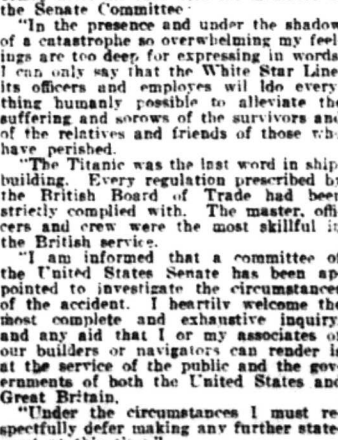 the Senate Committee:
"In the presence and under the shadow
of a catastrophe so overwhelming my feel-
ings are too deep for expressing in words
I can only say that the White Star Line
its officers and employes wil ldo every
thing humanly possible to alleviate the
suffering and sorows of the survivors and
of the relatives and friends of those wh
have perished.
"The Titanic was the last word in ship
building. Every regulation prescribed b
the British Board of Trade had been
strictly complied with. The master, offi
cers and crew were the most skillful i
the British service.
"I am informed that a committee of
the United States Senate has been ap
pointed to investigate the circumstances
of the accident. I heartily welcome the
most complete and exhaustive inquiry
and any aid that I or my associates o
our builders or navigators can render i
at the service of the public and the gov
ernments of both the United States and
Great Britain.
"Under the circumstances I must re
spectfully defer making any further state